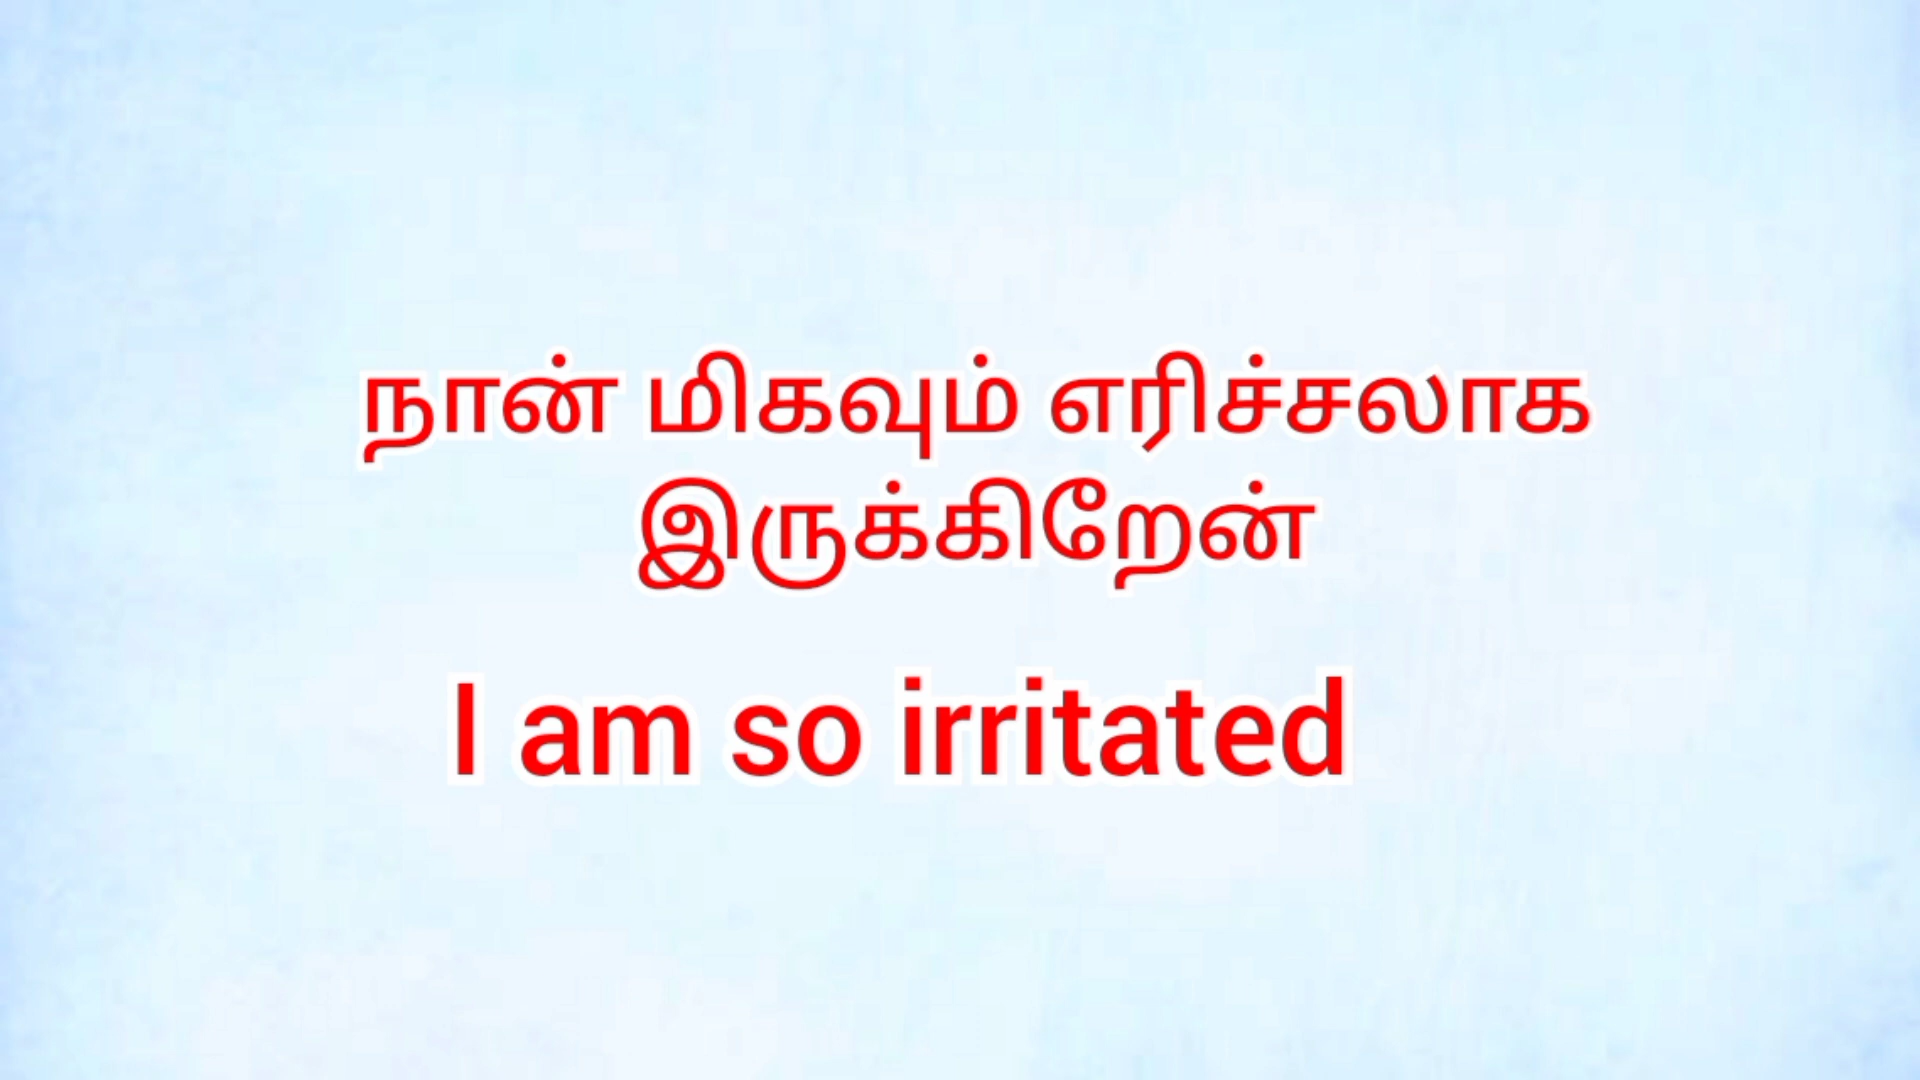 நான் மிகவும் எரிச்சலாக
இருக்கிறேன்
I am so irritated